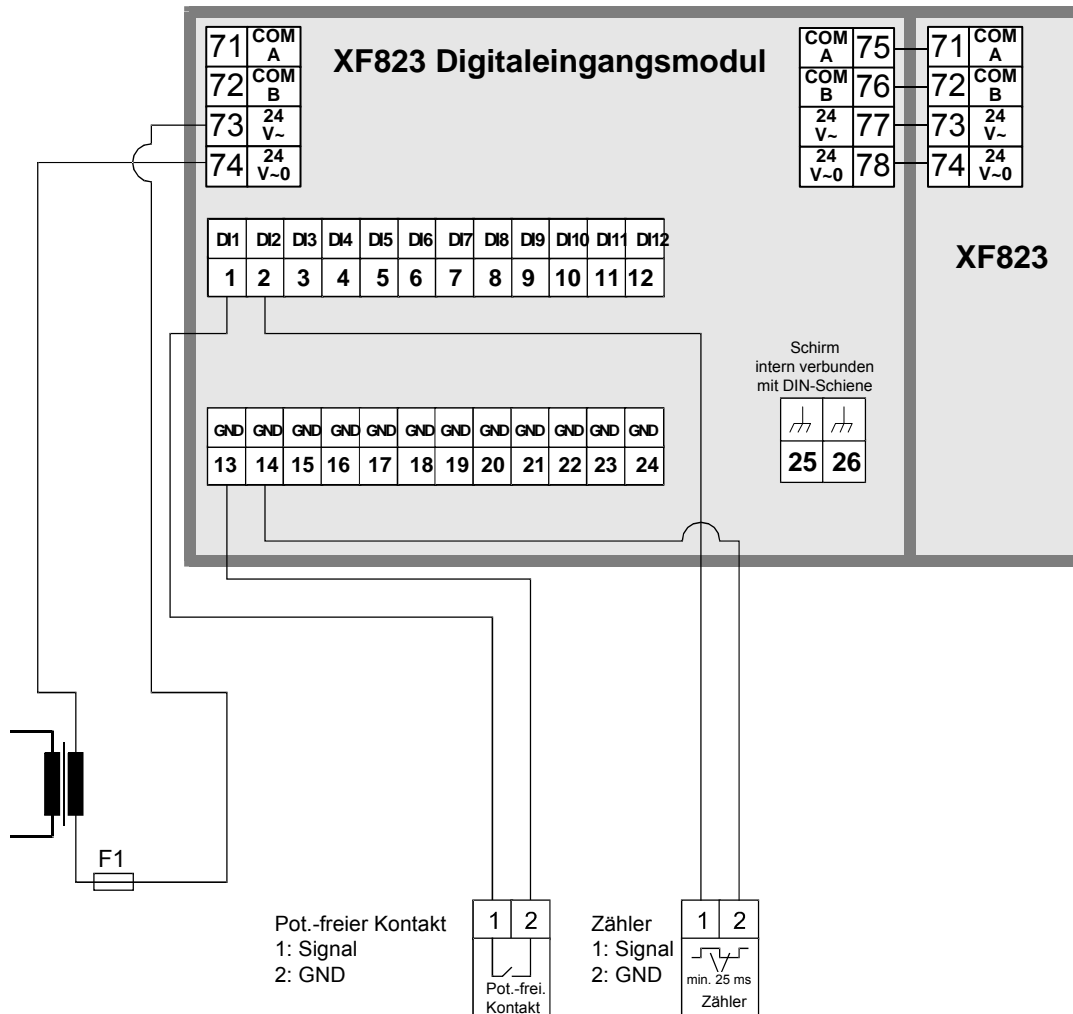 XF823 Digitaleingangsmodul
71 COM A
72 COM B
73 24 V~
74 24 V~0
COM A 75
COM B 76
24 V~ 77
24 V~0 78
71 COM A
72 COM B
73 24 V~
74 24 V~0
XF823
DI1 DI2 DI3 DI4 DI5 DI6 DI7 DI8 DI9 DI10 DI11 DI12
1 2 3 4 5 6 7 8 9 10 11 12
Schirm
intern verbunden
mit DIN-Schiene
25 26
GND GND GND GND GND GND GND GND GND GND GND GND
13 14 15 16 17 18 19 20 21 22 23 24
F1
Pot.-freier Kontakt
1: Signal
2: GND
1 2
Pot.-frei.
Kontakt
Zähler
1: Signal
2: GND
1 2
min. 25 ms
Zähler